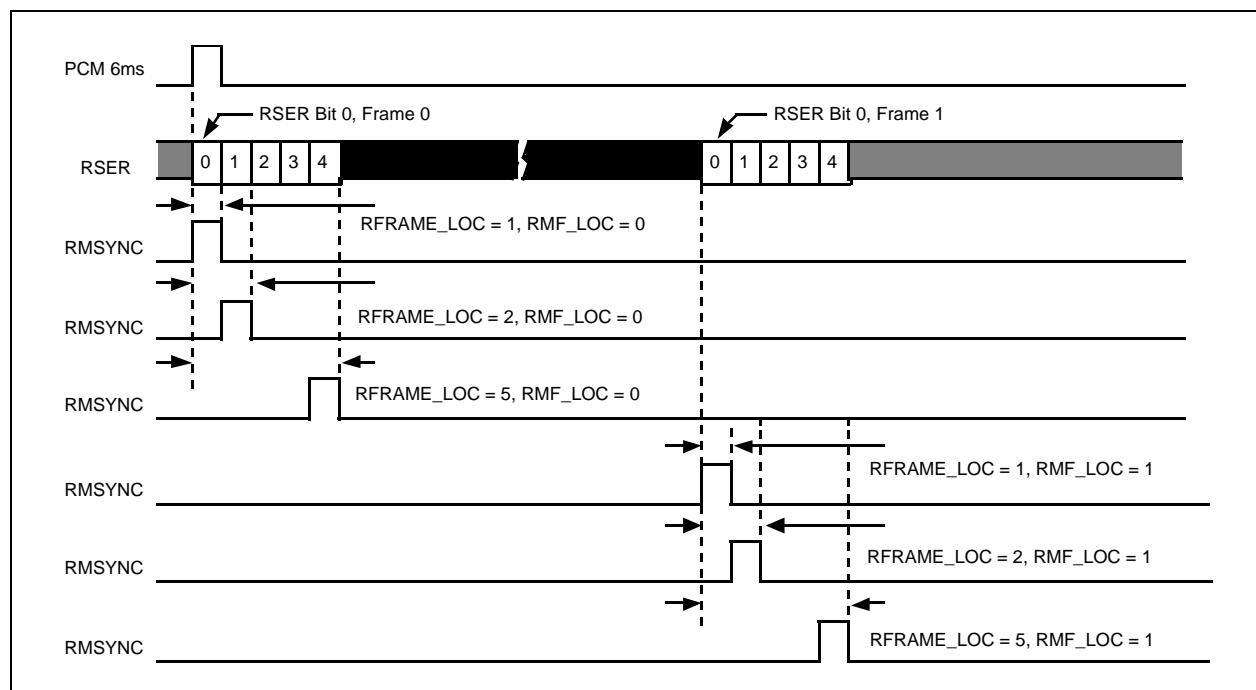 PCM 6ms
RSER Bit 0, Frame 0
RSER Bit 0, Frame 1
RSER
0 1 2 3 4
0 1 2 3 4
RFRAME_LOC = 1, RMF_LOC = 0
RMSYNC
RFRAME_LOC = 2, RMF_LOC = 0
RMSYNC
RFRAME_LOC = 5, RMF_LOC = 0
RMSYNC
RFRAME_LOC = 1, RMF_LOC = 1
RMSYNC
RFRAME_LOC = 2, RMF_LOC = 1
RMSYNC
RFRAME_LOC = 5, RMF_LOC = 1
RMSYNC